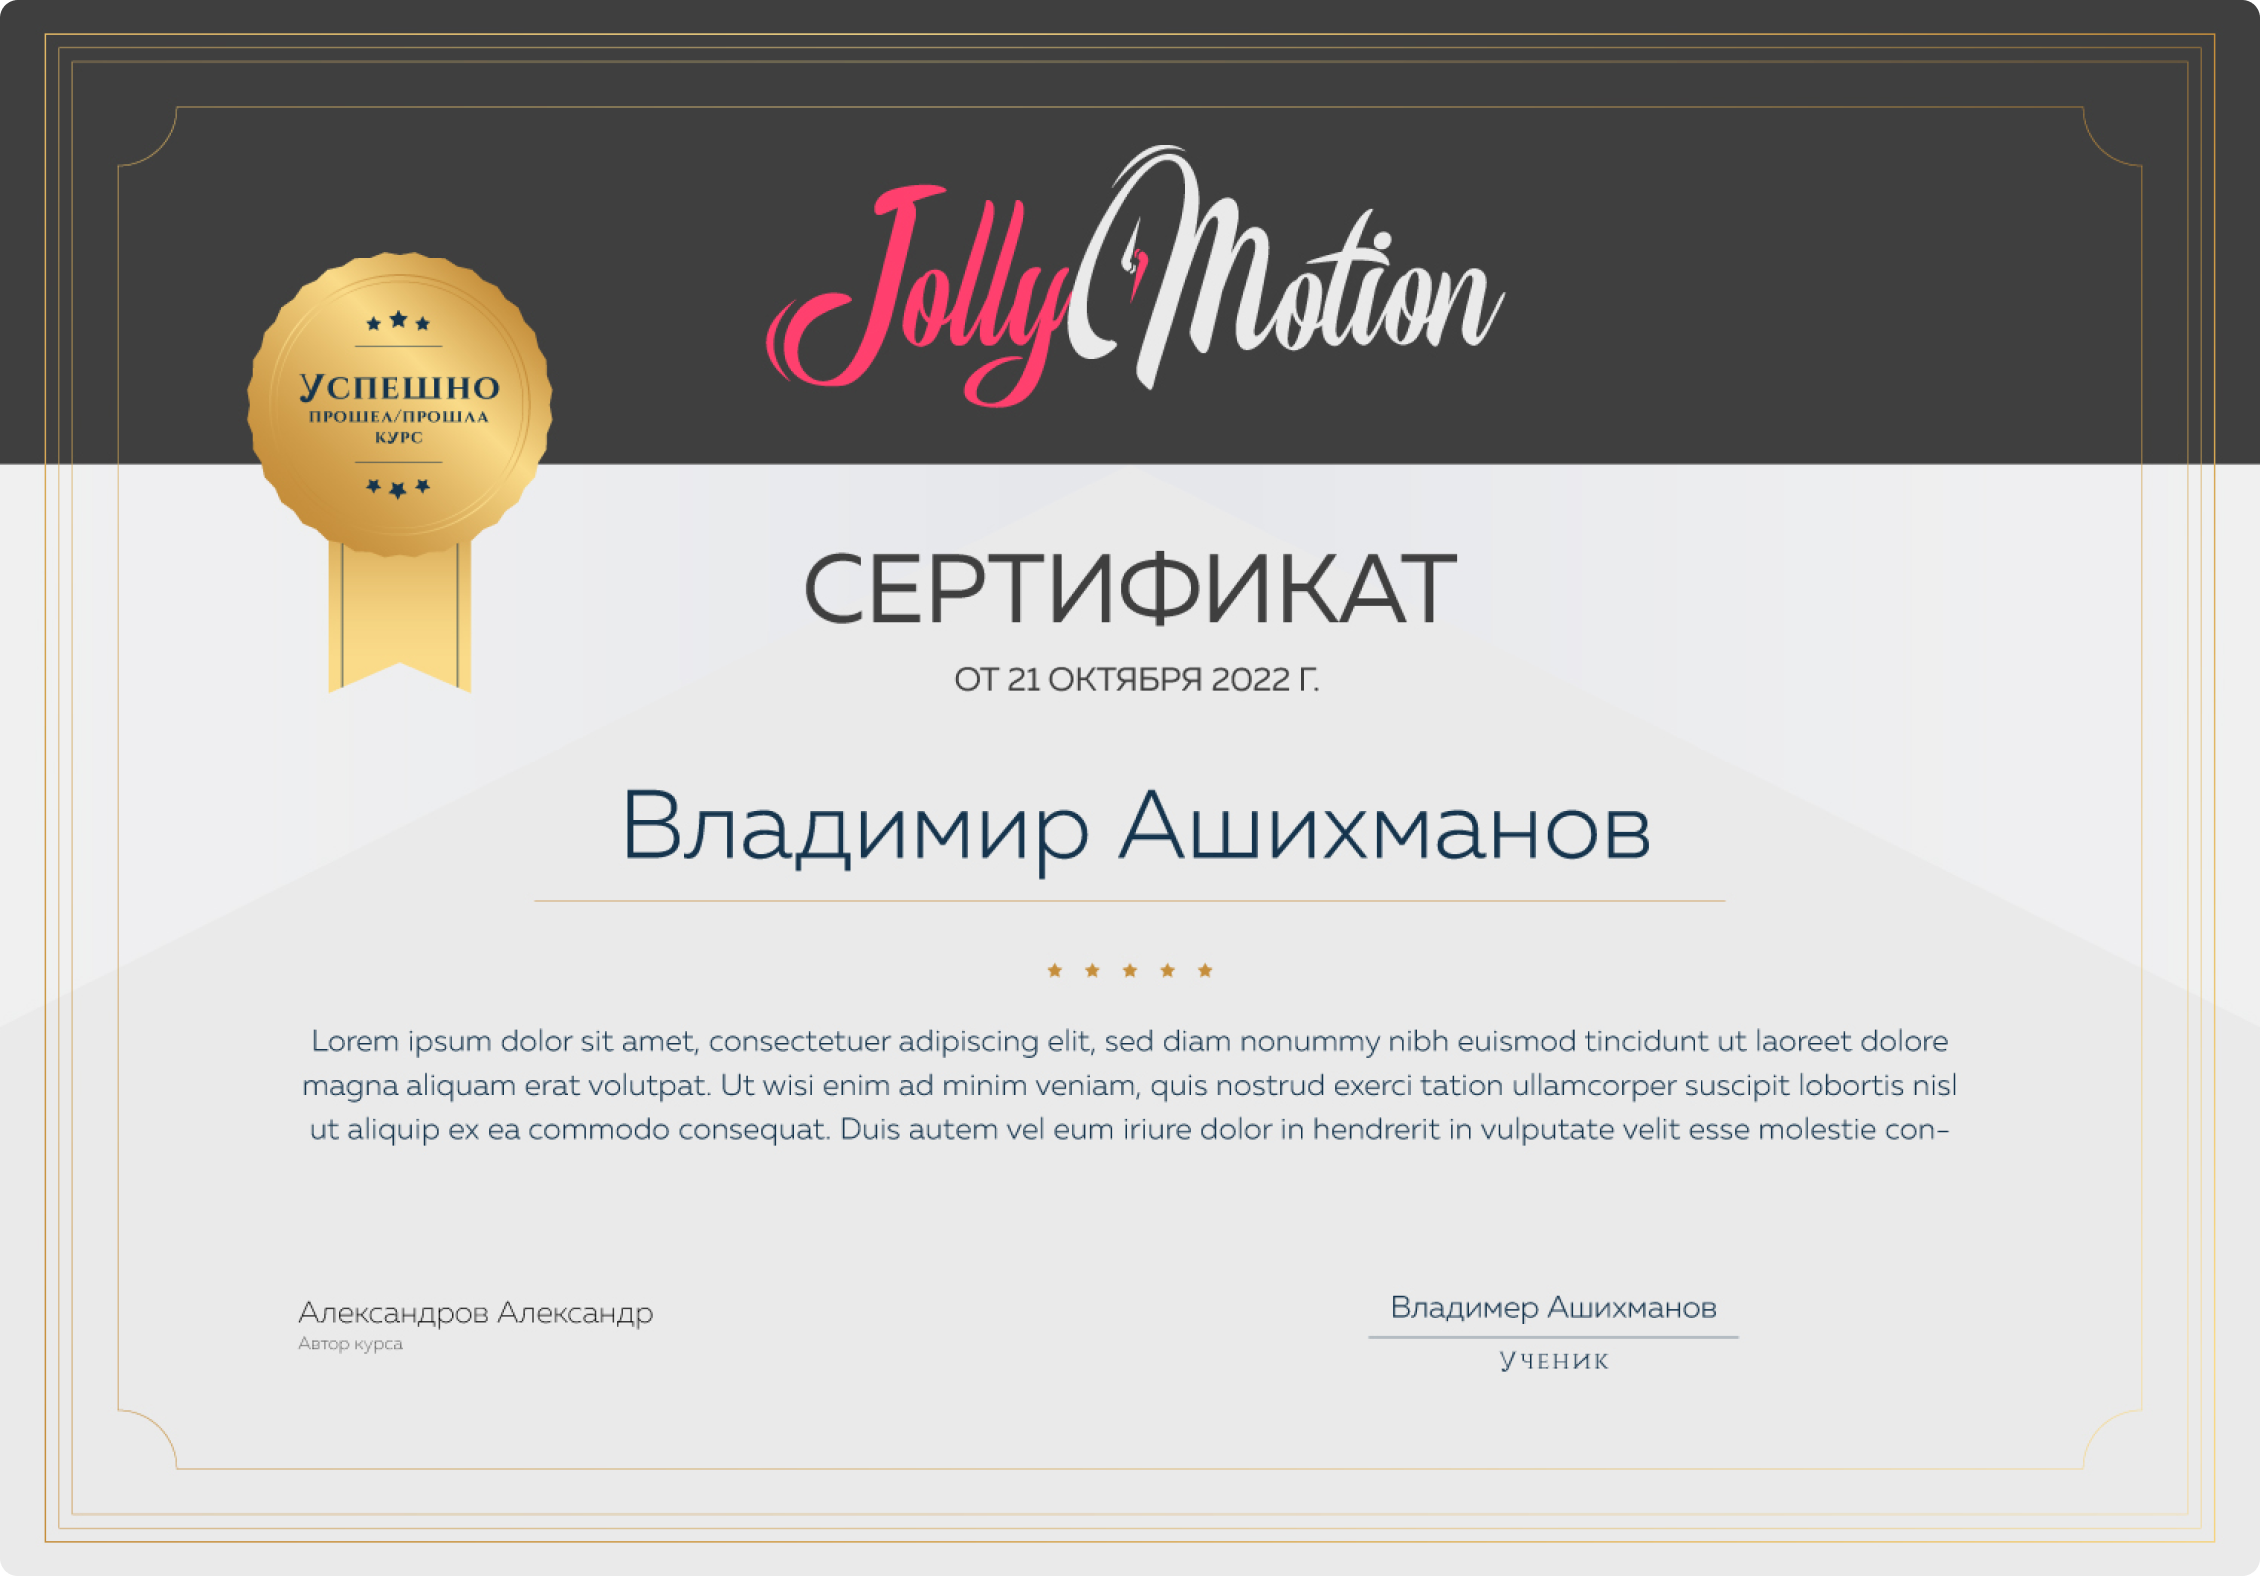 Jolly Motion
Успешно
прошел/прошла
курс
СЕРТИФИКАТ
ОТ 21 ОКТЯБРЯ 2022 Г.
Владимир Ашихманов
Lorem ipsum dolor sit amet, consectetuer adipiscing elit, sed diam nonummy nibh euismod tincidunt ut laoreet dolore
magna aliquam erat volutpat. Ut wisi enim ad minim veniam, quis nostrud exerci tation ullamcorper suscipit lobortis nisl
ut aliquip ex ea commodo consequat. Duis autem vel eum iriure dolor in hendrerit in vulputate velit esse molestie con-
Александров Александр
Автор курса
Владимер Ашихманов
Ученик